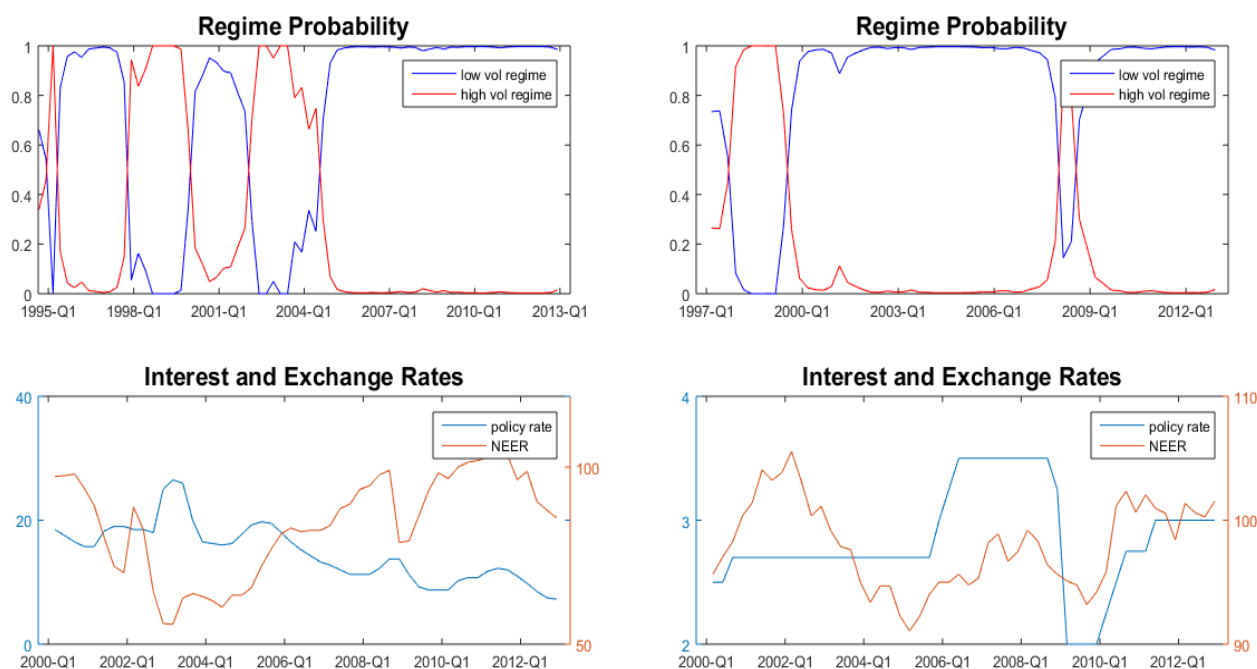 Regime Probability
1
0.8
0.6
0.4
0.2
0
low vol regime
high vol regime
1995-Q1 1998-Q1 2001-Q1 2004-Q1 2007-Q1 2010-Q1 2013-Q1
Regime Probability
1
0.8
0.6
0.4
0.2
0
low vol regime
high vol regime
1997-Q1 2000-Q1 2003-Q1 2006-Q1 2009-Q1 2012-Q1
Interest and Exchange Rates
40
20
0
policy rate
NEER
100
50
2000-Q1 2002-Q1 2004-Q1 2006-Q1 2008-Q1 2010-Q1 2012-Q1
Interest and Exchange Rates
4
3
2
policy rate
NEER
110
100
90
2000-Q1 2002-Q1 2004-Q1 2006-Q1 2008-Q1 2010-Q1 2012-Q1